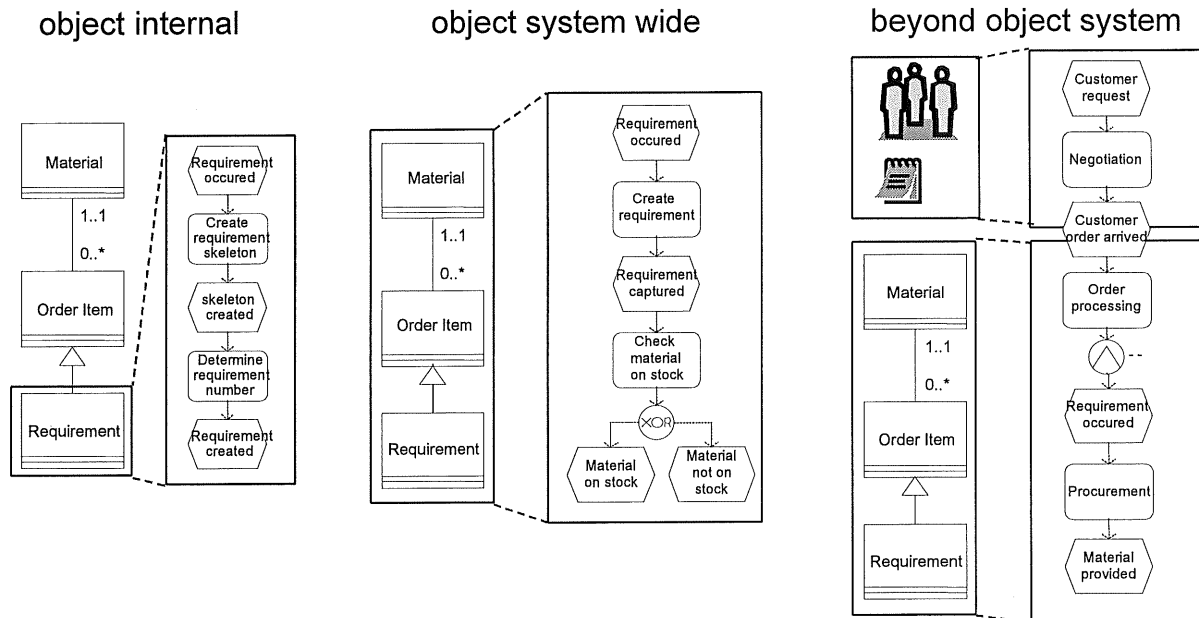 object internal
object system wide
beyond object system
Material
1..1
0..*
Order Item
Requirement
Requirement
occured
Create
requirement
skeleton
skeleton
created
Determine
requirement
number
Requirement
created
Material
1..1
0..*
Order Item
Requirement
Requirement
occured
Create
requirement
Requirement
captured
Check
material
on stock
XOR
Material
on stock
Material
not on
stock
Customer
request
Negotiation
Customer
order arrived
Material
1..1
0..*
Order Item
Requirement
Order
processing
Requirement
occured
Procurement
Material
provided